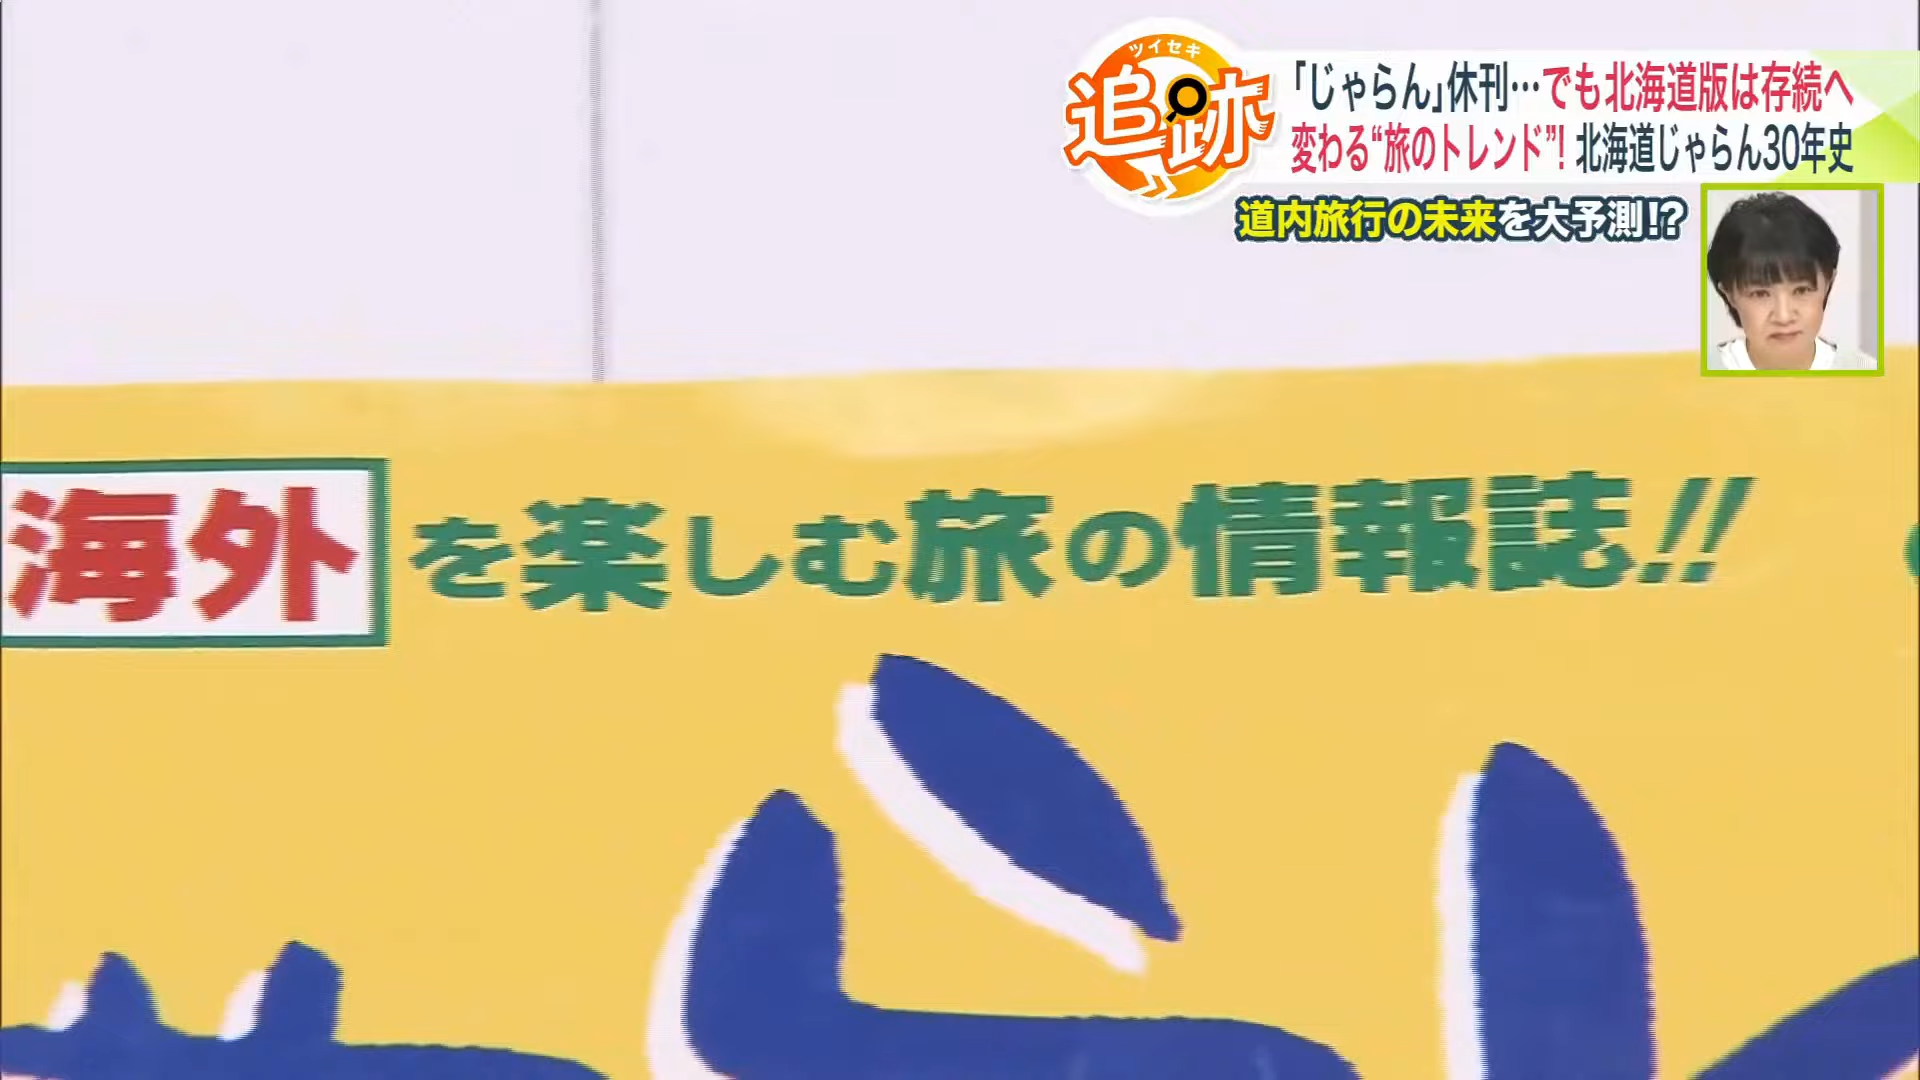 ツイセキ
追跡
「じゃらん」休刊…でも北海道版は存続へ
変わる“旅のトレンド”！北海道じゃらん30年史
道内旅行の未来を大予測!?
海外を楽しむ旅の情報誌!!